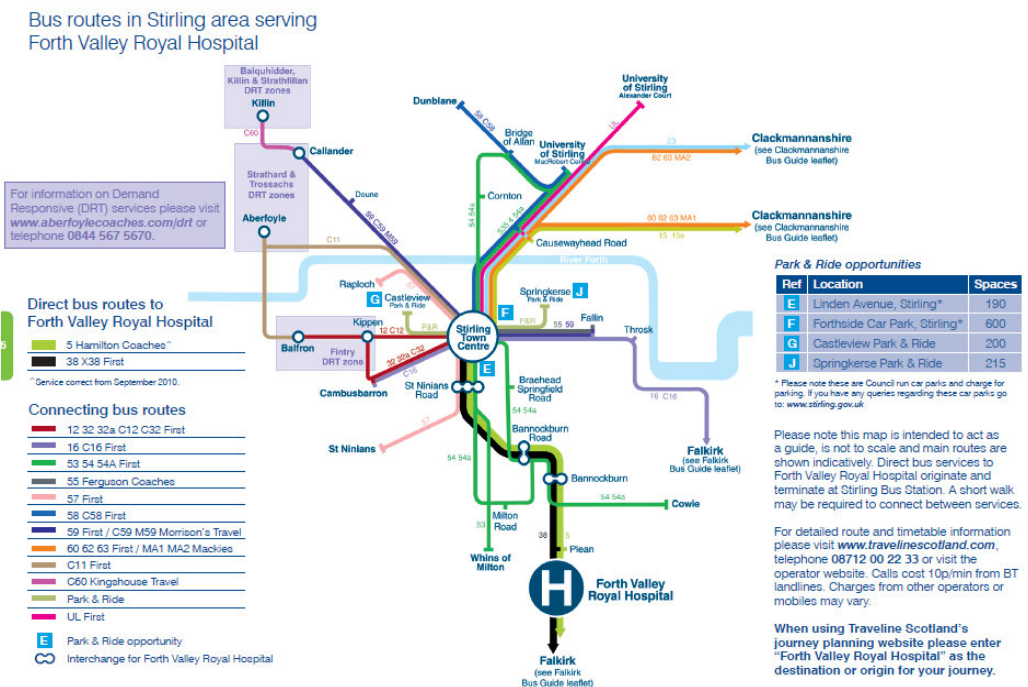 Bus routes in Stirling area serving
Forth Valley Royal Hospital
Balquhidder,
Killin & Strathfillan
DRT zones
Killin
C60
Callander
Strathard &
Trossachs
DRT zones
Aberfoyle
Doune
59 C59 M59
C11
For information on Demand
Responsive (DRT) services please visit
www.aberfoylecoaches.com/drt or
telephone 0844 567 5670.
Dunblane
58 C58
Bridge
of Allan
University
of Stirling
MacRobert Centre
University
of Stirling
Alexander Court
Cornton
54 54a
23
62 63 MA2
Clackmannanshire
(see Clackmannanshire
Bus Guide leaflet)
60 62 63 MA1
15 15a
Clackmannanshire
(see Clackmannanshire
Bus Guide leaflet)
Causewayhead Road
River Forth
Raploch
57
G
Castleview
Park & Ride
P&R
Springkerse
Park & Ride
J
P&R
F
Stirling
Town
Centre
E
55 59
Fallin
Throsk
16 C16
Falkirk
(see Falkirk
Bus Guide leaflet)
Kippen
12 C12
Balfron
Fintry
DRT zone
32 32a C32
C16
Cambusbarron
St Ninians
Road
57
St Ninians
Braehead
Springfield
Road
54 54a
Bannockburn
Road
54 54a
Bannockburn
54 54a
Cowie
Milton
Road
53
Whins of
Milton
38
5
Plean
H
Forth Valley
Royal Hospital
Falkirk
(see Falkirk
Bus Guide leaflet)
5
Direct bus routes to
Forth Valley Royal Hospital
5 Hamilton Coaches^
38 X38 First
^Service correct from September 2010.
Connecting bus routes
12 32 32a C12 C32 First
16 C16 First
53 54 54A First
55 Ferguson Coaches
57 First
58 C58 First
59 First / C59 M59 Morrison's Travel
60 62 63 First / MA1 MA2 Mackies
C11 First
C60 Kingshouse Travel
Park & Ride
UL First
E Park & Ride opportunity
Interchange for Forth Valley Royal Hospital
Park & Ride opportunities
Ref Location Spaces
E Linden Avenue, Stirling* 190
F Forthside Car Park, Stirling* 600
G Castleview Park & Ride 200
J Springkerse Park & Ride 215
* Please note these are Council run car parks and charge for
parking. If you have any queries regarding these car parks go
to: www.stirling.gov.uk
Please note this map is intended to act as
a guide, is not to scale and main routes are
shown indicatively. Direct bus services to
Forth Valley Royal Hospital originate and
terminate at Stirling Bus Station. A short walk
may be required to connect between services.
For detailed route and timetable information
please visit www.travelinescotland.com,
telephone 08712 00 22 33 or visit the
operator website. Calls cost 10p/min from BT
landlines. Charges from other operators or
mobiles may vary.
When using Traveline Scotland's
journey planning website please enter
"Forth Valley Royal Hospital" as the
destination or origin for your journey.